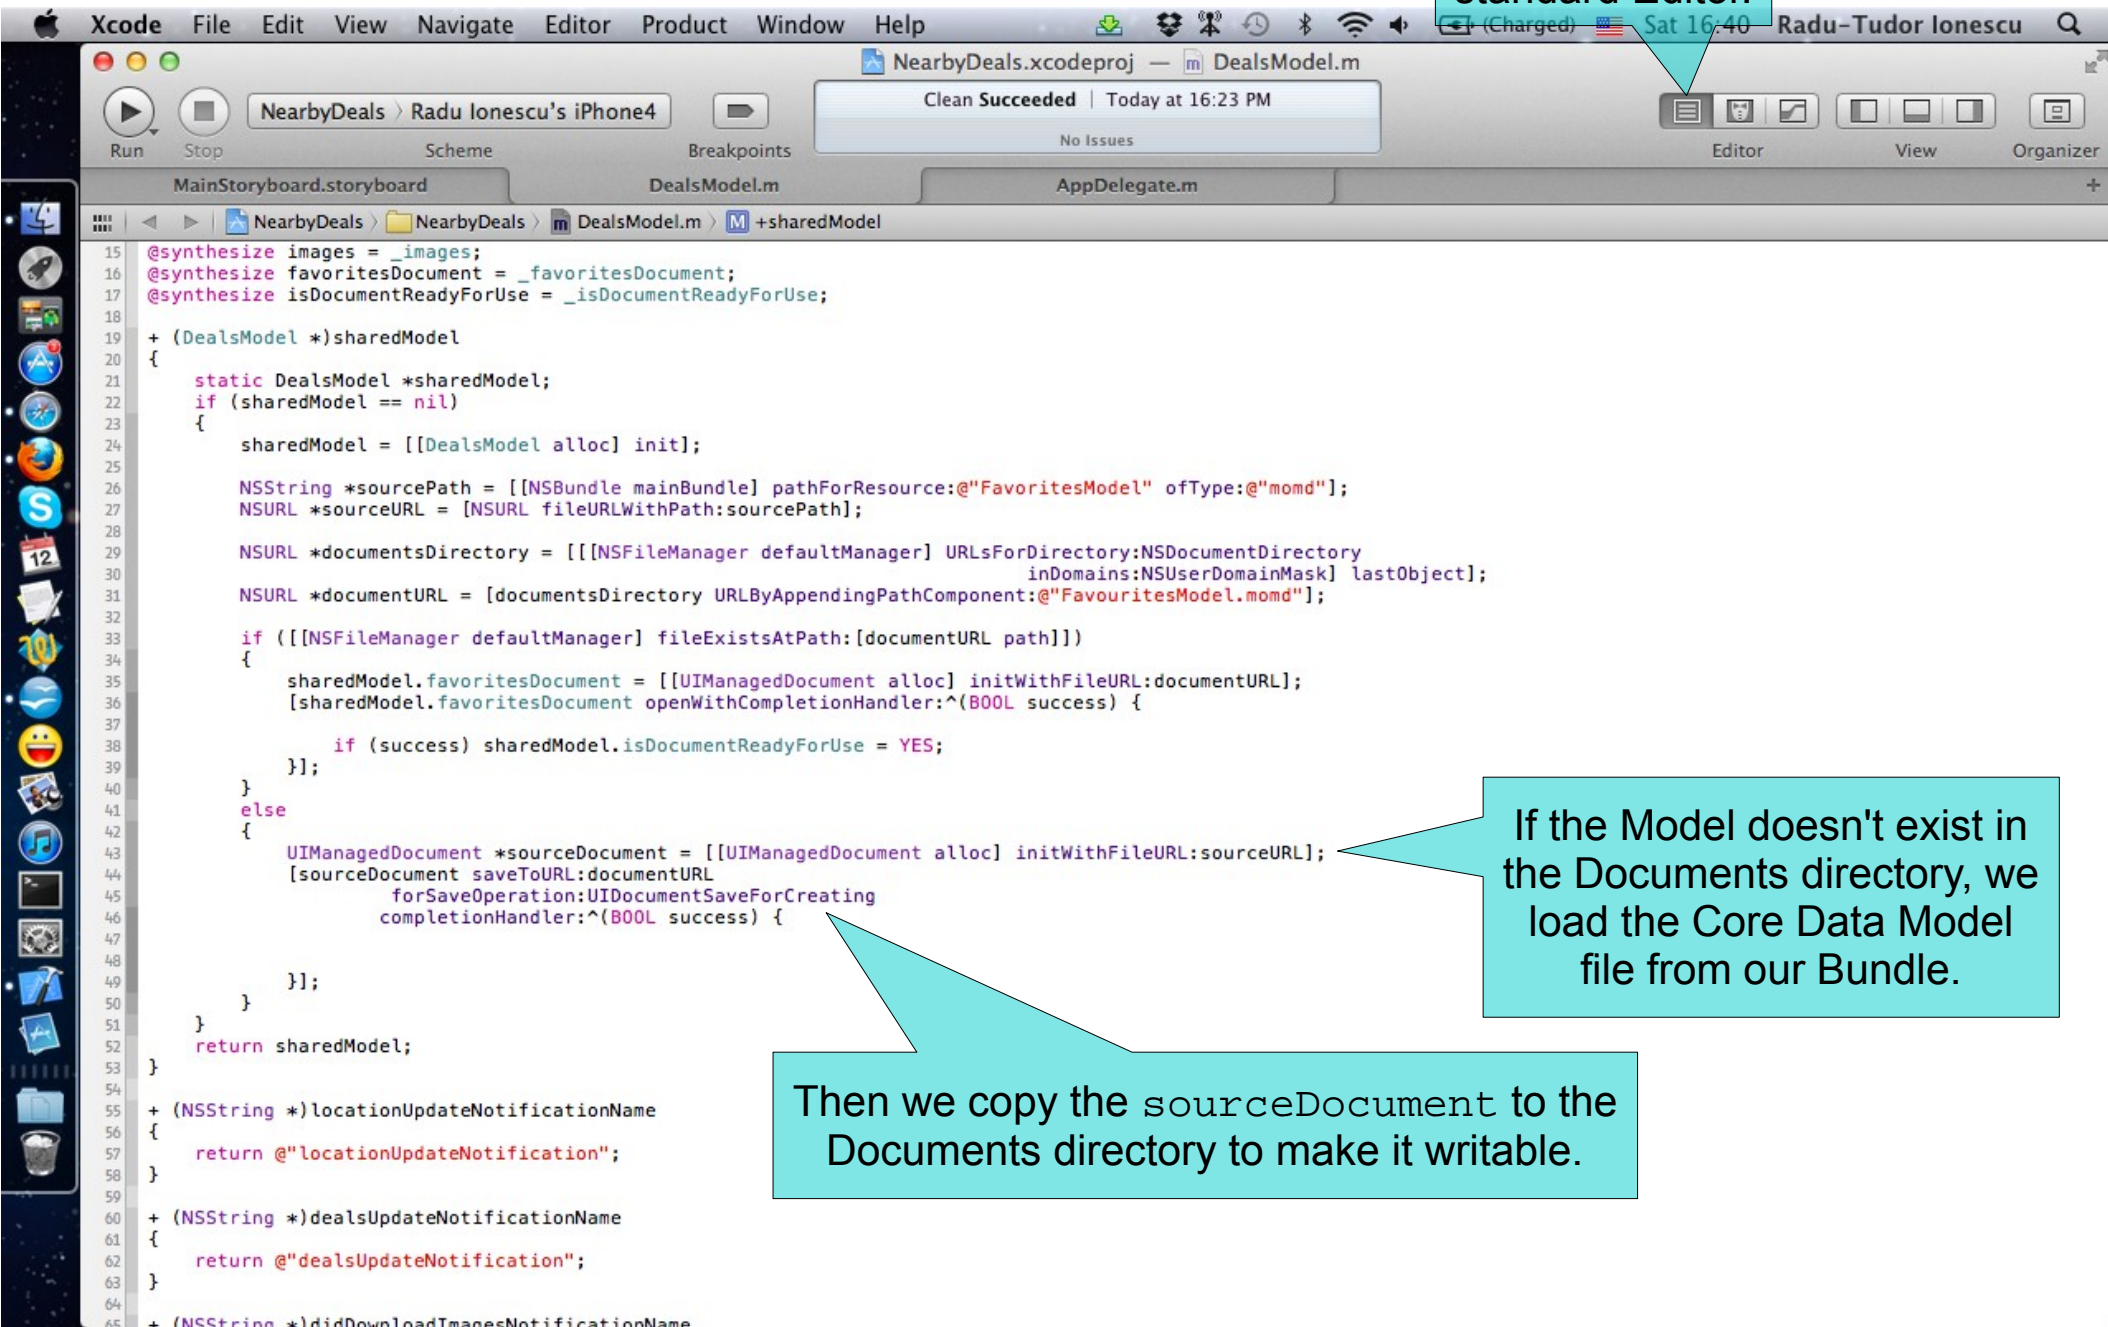 standard Editor.
Xcode File Edit View Navigate Editor Product Window Help (Charged) Sat 16:40 Radu-Tudor Ionescu
NearbyDeals.xcodeproj — m DealsModel.m
NearbyDeals Radu Ionescu's iPhone4
Clean Succeeded | Today at 16:23 PM
No Issues
Run Stop Scheme Breakpoints Editor View Organizer
MainStoryboard.storyboard DealsModel.m AppDelegate.m +
NearbyDeals NearbyDeals m DealsModel.m M +sharedModel
15 @synthesize images = _images;
16 @synthesize favoritesDocument = _favoritesDocument;
17 @synthesize isDocumentReadyForUse = _isDocumentReadyForUse;
18
19 + (DealsModel *)sharedModel
20 {
21 static DealsModel *sharedModel;
22 if (sharedModel == nil)
23 {
24 sharedModel = [[DealsModel alloc] init];
25
26 NSString *sourcePath = [[NSBundle mainBundle] pathForResource:@"FavoritesModel" ofType:@"momd"];
27 NSURL *sourceURL = [NSURL fileURLWithPath:sourcePath];
28
29 NSURL *documentsDirectory = [[[NSFileManager defaultManager] URLsForDirectory:NSDocumentDirectory
30 inDomains:NSUserDomainMask] lastObject];
31 NSURL *documentURL = [documentsDirectory URLByAppendingPathComponent:@"FavouritesModel.momd"];
32
33 if ([[NSFileManager defaultManager] fileExistsAtPath:[documentURL path]])
34 {
35 sharedModel.favoritesDocument = [[UIManagedDocument alloc] initWithFileURL:documentURL];
36 [sharedModel.favoritesDocument openWithCompletionHandler:^(BOOL success) {
37
38 if (success) sharedModel.isDocumentReadyForUse = YES;
39 }];
40 }
41 else
42 {
43 UIManagedDocument *sourceDocument = [[UIManagedDocument alloc] initWithFileURL:sourceURL];
44 [sourceDocument saveToURL:documentURL
45 forSaveOperation:UIDocumentSaveForCreating
46 completionHandler:^(BOOL success) {
47
48
49 }];
50 }
51 }
52 return sharedModel;
53 }
54
55 + (NSString *)locationUpdateNotificationName
56 {
57 return @"locationUpdateNotification";
58 }
59
60 + (NSString *)dealsUpdateNotificationName
61 {
62 return @"dealsUpdateNotification";
63 }
64
65 + (NSString *)didDownloadImagesNotificationName
If the Model doesn't exist in
the Documents directory, we
load the Core Data Model
file from our Bundle.
Then we copy the sourceDocument to the
Documents directory to make it writable.
12